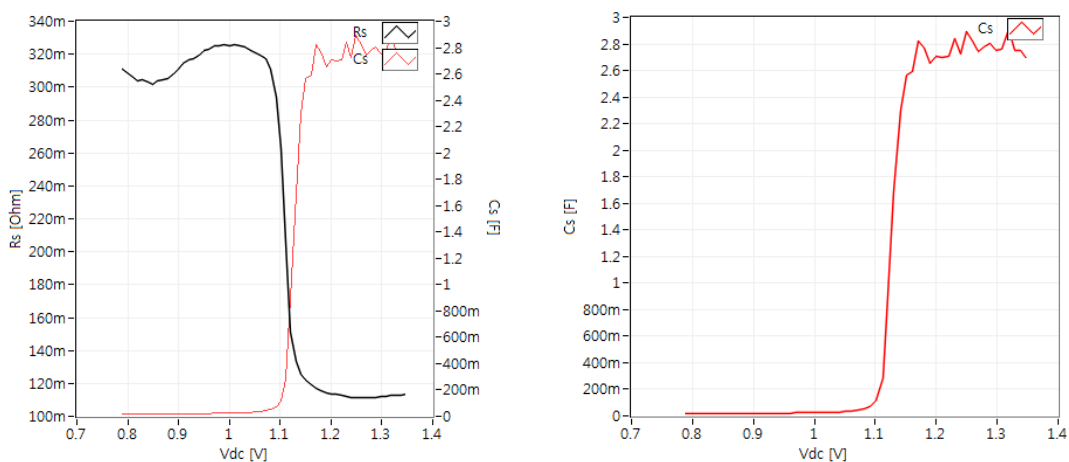 340m
320m
300m
280m
260m
240m
220m
200m
180m
160m
140m
120m
100m
Rs [Ohm]
0.7 0.8 0.9 1 1.1 1.2 1.3 1.4
Vdc [V]
Rs
Cs
3
2.8
2.6
2.4
2.2
2
1.8
1.6
1.4
1.2
1
800m
600m
400m
200m
0
Cs [F]
3
2.8
2.6
2.4
2.2
2
1.8
1.6
1.4
1.2
1
800m
600m
400m
200m
0
Cs [F]
0.7 0.8 0.9 1 1.1 1.2 1.3 1.4
Vdc [V]
Cs